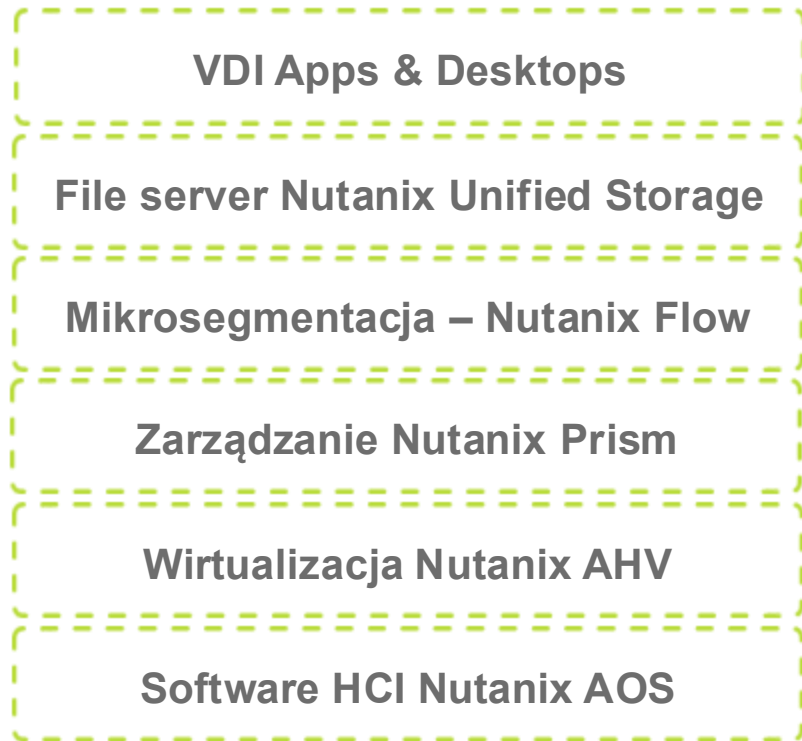 VDI Apps & Desktops
File server Nutanix Unified Storage
Mikrosegmentacja – Nutanix Flow
Zarządzanie Nutanix Prism
Wirtualizacja Nutanix AHV
Software HCI Nutanix AOS